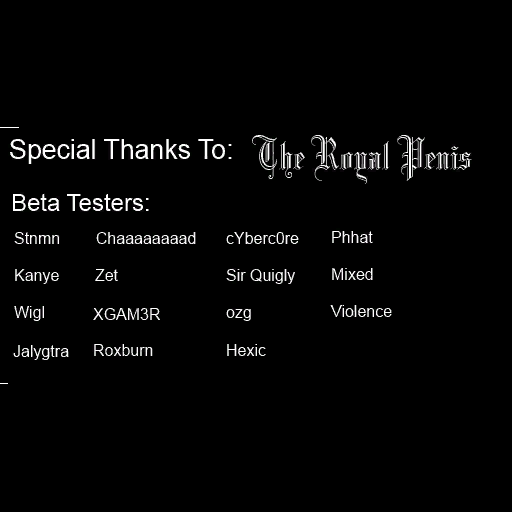 Special Thanks To: The Royal Penis
Beta Testers:
Stnmn Chaaaaaaaad cYberc0re Phhat
Kanye Zet Sir Quigly Mixed
Wigl XGAM3R ozg Violence
Jalygtra Roxburn Hexic